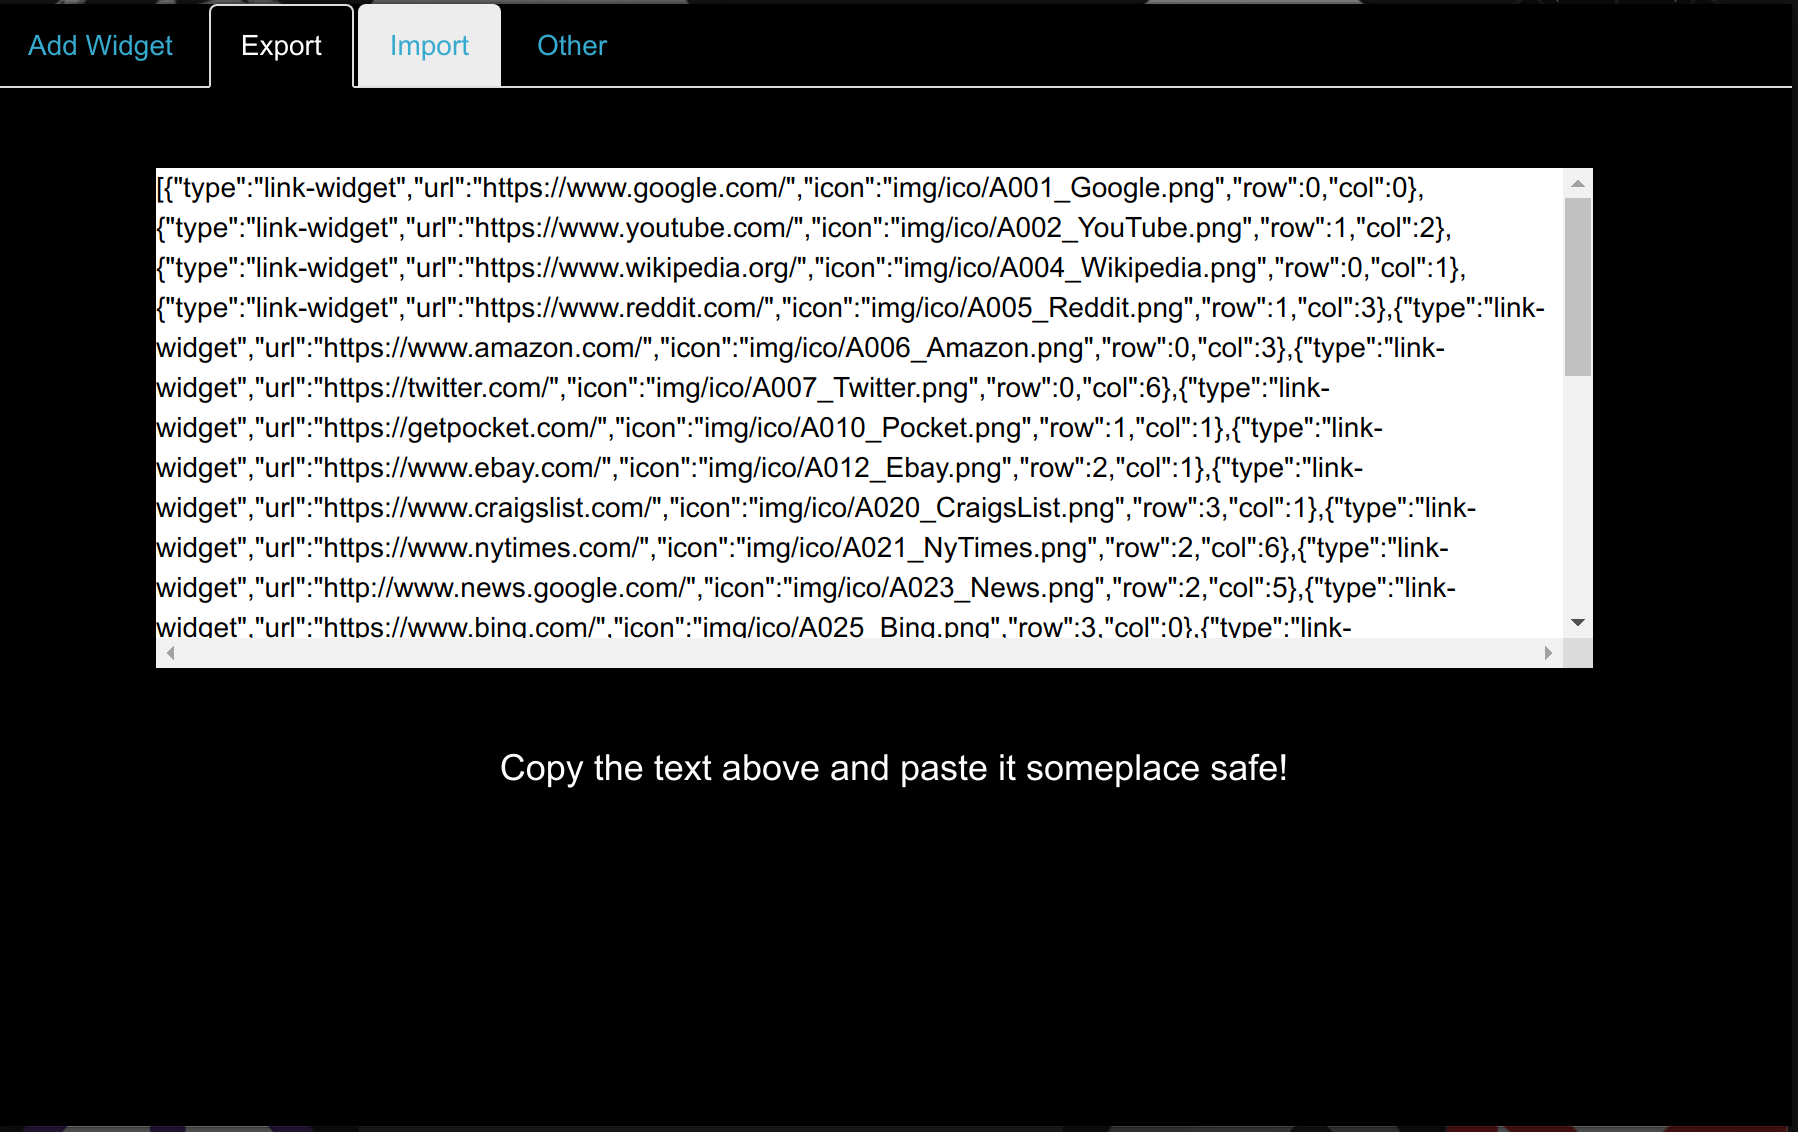 Add Widget Export Import Other
[{"type":"link-widget","url":"https://www.google.com/","icon":"img/ico/A001_Google.png","row":0,"col":0},
{"type":"link-widget","url":"https://www.youtube.com/","icon":"img/ico/A002_YouTube.png","row":1,"col":2},
{"type":"link-widget","url":"https://www.wikipedia.org/","icon":"img/ico/A004_Wikipedia.png","row":0,"col":1},
{"type":"link-widget","url":"https://www.reddit.com/","icon":"img/ico/A005_Reddit.png","row":1,"col":3},{"type":"link-
widget","url":"https://www.amazon.com/","icon":"img/ico/A006_Amazon.png","row":0,"col":3},{"type":"link-
widget","url":"https://twitter.com/","icon":"img/ico/A007_Twitter.png","row":0,"col":6},{"type":"link-
widget","url":"https://getpocket.com/","icon":"img/ico/A010_Pocket.png","row":1,"col":1},{"type":"link-
widget","url":"https://www.ebay.com/","icon":"img/ico/A012_Ebay.png","row":2,"col":1},{"type":"link-
widget","url":"https://www.craigslist.com/","icon":"img/ico/A020_CraigsList.png","row":3,"col":1},{"type":"link-
widget","url":"https://www.nytimes.com/","icon":"img/ico/A021_NyTimes.png","row":2,"col":6},{"type":"link-
widget","url":"http://www.news.google.com/","icon":"img/ico/A023_News.png","row":2,"col":5},{"type":"link-
widget","url":"https://www.bing.com/","icon":"img/ico/A025_Bing.png","row":3,"col":0},{"type":"link-
Copy the text above and paste it someplace safe!